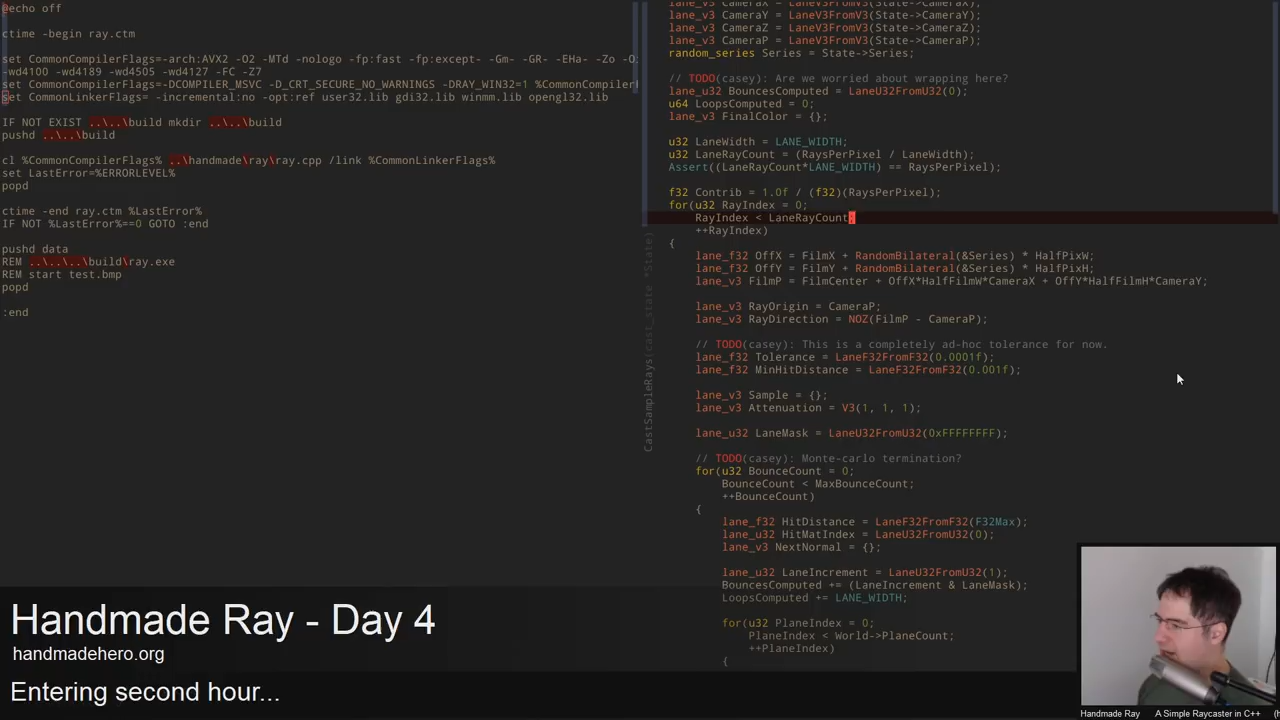 @echo off
ctime -begin ray.ctm
set CommonCompilerFlags=-arch:AVX2 -O2 -MTd -nologo -fp:fast -fp:except- -Gm- -GR- -EHa- -Zo -O
-wd4100 -wd4189 -wd4505 -wd4127 -FC -Z7
set CommonCompilerFlags=-DCOMPILER_MSVC -D_CRT_SECURE_NO_WARNINGS -DRAY_WIN32=1 %CommonCompilerF
set CommonLinkerFlags= -incremental:no -opt:ref user32.lib gdi32.lib winmm.lib opengl32.lib
IF NOT EXIST ..\..\build mkdir ..\..\build
pushd ..\..\build
cl %CommonCompilerFlags% ..\handmade\ray\ray.cpp /link %CommonLinkerFlags%
set LastError=%ERRORLEVEL%
popd
ctime -end ray.ctm %LastError%
IF NOT %LastError%==0 GOTO :end
pushd data
REM ..\..\..\build\ray.exe
REM start test.bmp
popd
:end
lane_v3 CameraX = LaneV3FromV3(State->CameraX);
lane_v3 CameraY = LaneV3FromV3(State->CameraY);
lane_v3 CameraZ = LaneV3FromV3(State->CameraZ);
lane_v3 CameraP = LaneV3FromV3(State->CameraP);
random_series Series = State->Series;
// TODO(casey): Are we worried about wrapping here?
lane_u32 BouncesComputed = LaneU32FromU32(0);
u64 LoopsComputed = 0;
lane_v3 FinalColor = {};
u32 LaneWidth = LANE_WIDTH;
u32 LaneRayCount = (RaysPerPixel / LaneWidth);
Assert((LaneRayCount*LANE_WIDTH) == RaysPerPixel);
f32 Contrib = 1.0f / (f32)(RaysPerPixel);
for(u32 RayIndex = 0;
RayIndex < LaneRayCount;
++RayIndex)
{
lane_f32 OffX = FilmX + RandomBilateral(&Series) * HalfPixW;
lane_f32 OffY = FilmY + RandomBilateral(&Series) * HalfPixH;
lane_v3 FilmP = FilmCenter + OffX*HalfFilmW*CameraX + OffY*HalfFilmH*CameraY;
lane_v3 RayOrigin = CameraP;
lane_v3 RayDirection = NOZ(FilmP - CameraP);
// TODO(casey): This is a completely ad-hoc tolerance for now.
lane_f32 Tolerance = LaneF32FromF32(0.0001f);
lane_f32 MinHitDistance = LaneF32FromF32(0.001f);
lane_v3 Sample = {};
lane_v3 Attenuation = V3(1, 1, 1);
lane_u32 LaneMask = LaneU32FromU32(0xFFFFFFFF);
// TODO(casey): Monte-carlo termination?
for(u32 BounceCount = 0;
BounceCount < MaxBounceCount;
++BounceCount)
{
lane_f32 HitDistance = LaneF32FromF32(F32Max);
lane_u32 HitMatIndex = LaneU32FromU32(0);
lane_v3 NextNormal = {};
lane_u32 LaneIncrement = LaneU32FromU32(1);
BouncesComputed += (LaneIncrement & LaneMask);
LoopsComputed += LANE_WIDTH;
for(u32 PlaneIndex = 0;
PlaneIndex < World->PlaneCount;
++PlaneIndex)
{
CastSampleRays(cast_state *State)
Handmade Ray - Day 4
handmadehero.org
Entering second hour...
Handmade Ray A Simple Raycaster in C++ (h